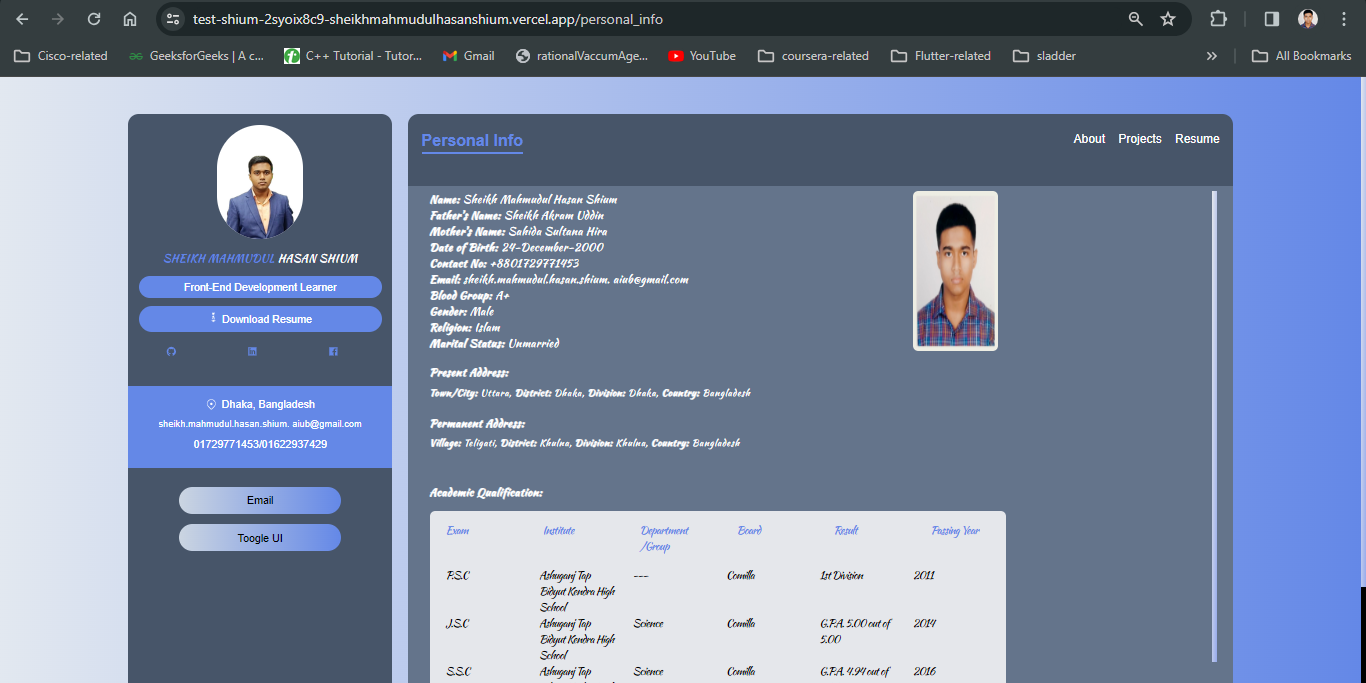 test-shium-2syoix8c9-sheikhmahmudulhasanshium.vercel.app/personal_info
Cisco-related GeeksforGeeks | A c... C++ Tutorial - Tutor... Gmail rationalVaccumAge... YouTube coursera-related Flutter-related sladder » All Bookmarks
SHEIKH MAHMUDUL HASAN SHIUM
Front-End Development Learner
Download Resume
Dhaka, Bangladesh
sheikh.mahmudul.hasan.shium. aiub@gmail.com
01729771453/01622937429
Email
Toogle UI
Personal Info
About Projects Resume
Name: Sheikh Mahmudul Hasan Shium
Father's Name: Sheikh Akram Uddin
Mother's Name: Sahida Sultana Hira
Date of Birth: 24-December-2000
Contact No: +8801729771453
Email: sheikh.mahmudul.hasan.shium. aiub@gmail.com
Blood Group: A+
Gender: Male
Religion: Islam
Marital Status: Unmarried
Present Address:
Town/City: Uttara, District: Dhaka, Division: Dhaka, Country: Bangladesh
Permanent Address:
Village: Teligati, District: Khulna, Division: Khulna, Country: Bangladesh
Academic Qualification:
Exam Institute Department Board Result Passing Year
/Group
P.S.C Ashuganj Tap --- Comilla 1st Division 2011
Bidyut Kendra High
School
J.S.C Ashuganj Tap Science Comilla G.P.A. 5.00 out of 2014
Bidyut Kendra High 5.00
School
S.S.C Ashuganj Tap Science Comilla G.P.A. 4.94 out of 2016